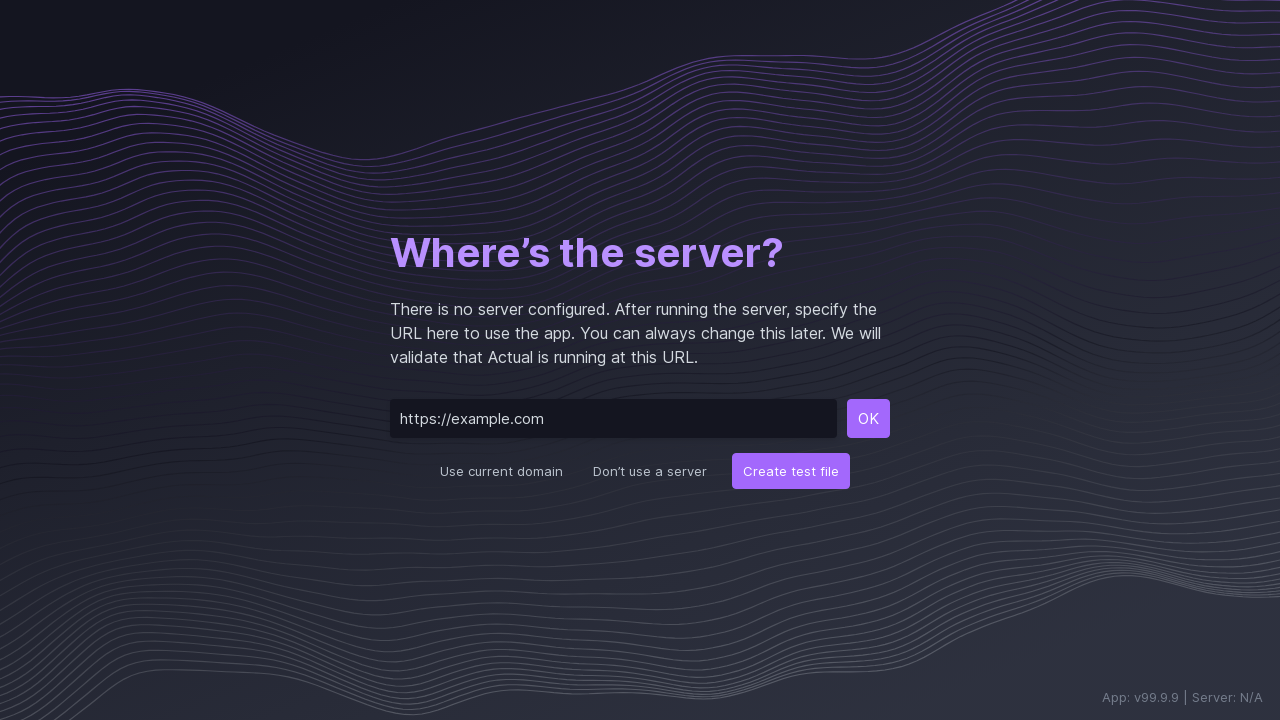 Where’s the server?
There is no server configured. After running the server, specify the
URL here to use the app. You can always change this later. We will
validate that Actual is running at this URL.
https://example.com
OK
Use current domain
Don’t use a server
Create test file
App: v99.9.9 | Server: N/A